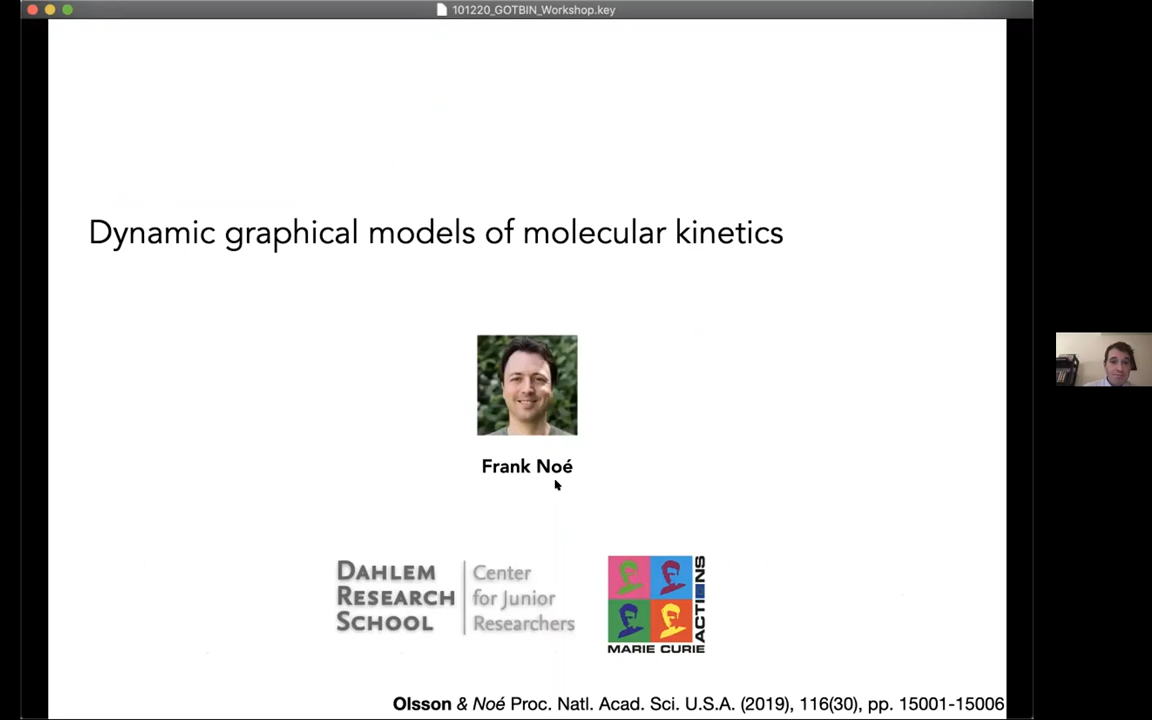 101220_GOTBIN_Workshop.key
Dynamic graphical models of molecular kinetics
Frank Noé
DAHLEM
RESEARCH
SCHOOL
Center
for Junior
Researchers
MARIE CURIE
ACTIONS
Olsson & Noé Proc. Natl. Acad. Sci. U.S.A. (2019), 116(30), pp. 15001-15006